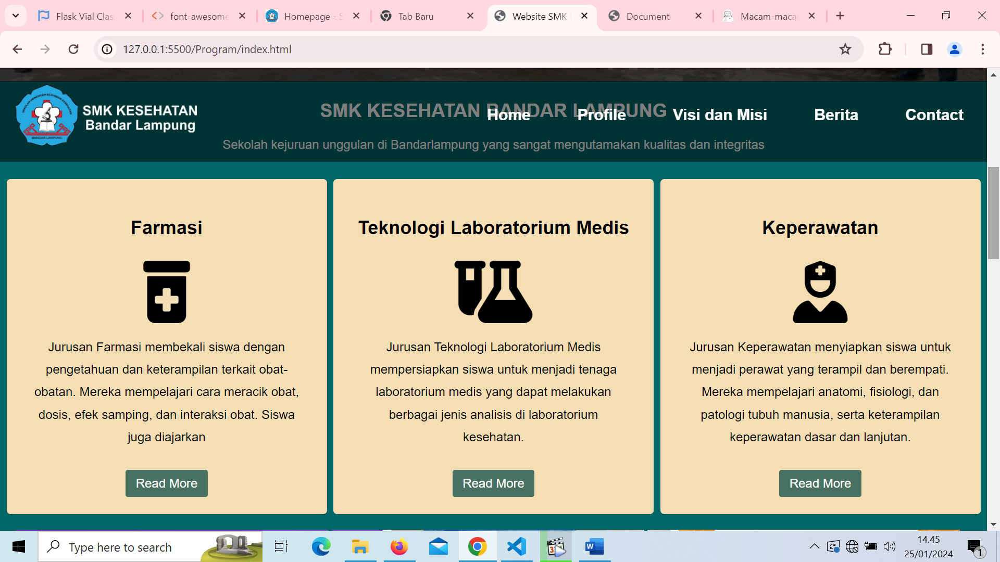 Flask Vial Clas
font-awesome
Homepage - S
Tab Baru
Website SMK
Document
Macam-maca
127.0.0.1:5500/Program/index.html
SMK KESEHATAN
Bandar Lampung
SMK KESEHATAN BANDAR LAMPUNG
Home
Profile
Visi dan Misi
Berita
Contact
Sekolah kejuruan unggulan di Bandarlampung yang sangat mengutamakan kualitas dan integritas
Farmasi
Jurusan Farmasi membekali siswa dengan
pengetahuan dan keterampilan terkait obat-
obatan. Mereka mempelajari cara meracik obat,
dosis, efek samping, dan interaksi obat. Siswa
juga diajarkan
Read More
Teknologi Laboratorium Medis
Jurusan Teknologi Laboratorium Medis
mempersiapkan siswa untuk menjadi tenaga
laboratorium medis yang dapat melakukan
berbagai jenis analisis di laboratorium
kesehatan.
Read More
Keperawatan
Jurusan Keperawatan menyiapkan siswa untuk
menjadi perawat yang terampil dan berempati.
Mereka mempelajari anatomi, fisiologi, dan
patologi tubuh manusia, serta keterampilan
keperawatan dasar dan lanjutan.
Read More
Type here to search
14.45
25/01/2024
1